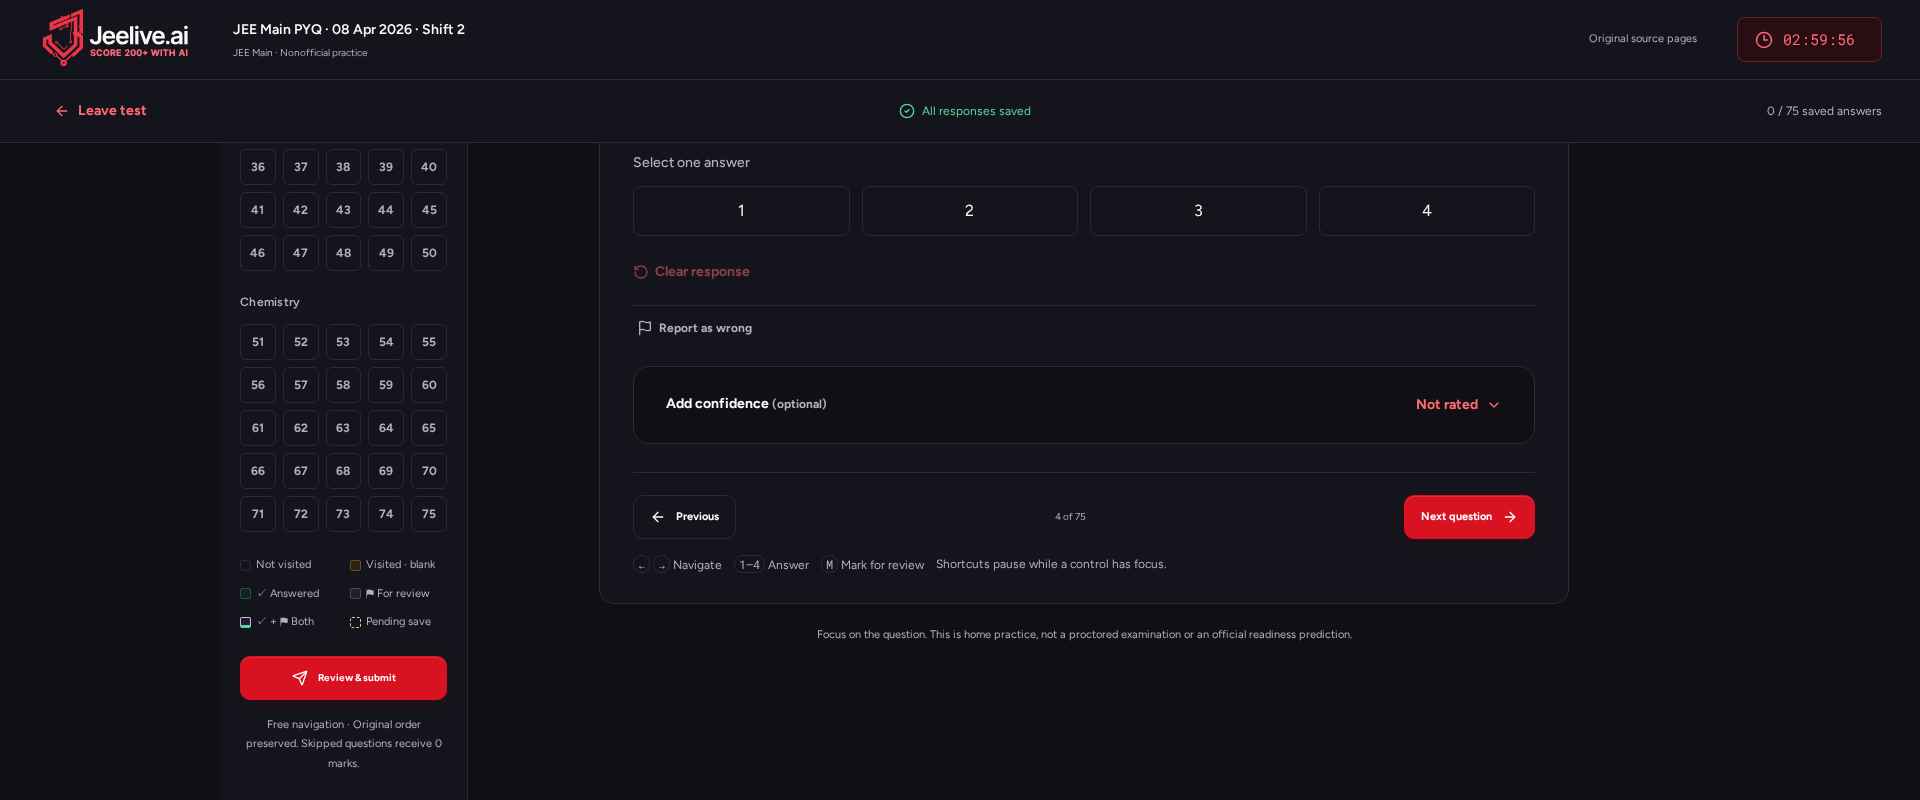 Jeelive.ai
SCORE 200+ WITH AI
JEE Main PYQ · 08 Apr 2026 · Shift 2
JEE Main · Nonofficial practice
Original source pages
02:59:56
Leave test
All responses saved
0 / 75 saved answers
36 37 38 39 40
41 42 43 44 45
46 47 48 49 50
Chemistry
51 52 53 54 55
56 57 58 59 60
61 62 63 64 65
66 67 68 69 70
71 72 73 74 75
Not visited
Visited · blank
✓ Answered
For review
✓ + Both
Pending save
Review & submit
Free navigation · Original order
preserved. Skipped questions receive 0
marks.
Select one answer
1 2 3 4
Clear response
Report as wrong
Add confidence (optional)
Not rated
Previous
4 of 75
Next question
← → Navigate 1–4 Answer M Mark for review Shortcuts pause while a control has focus.
Focus on the question. This is home practice, not a proctored examination or an official readiness prediction.